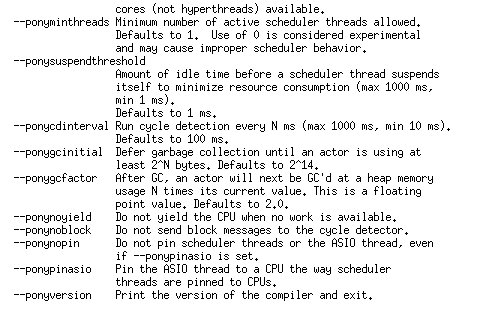 cores (not hyperthreads) available.
--ponyminthreads Minimum number of active scheduler threads allowed.
Defaults to 1.  Use of 0 is considered experimental
and may cause improper scheduler behavior.
--ponysuspendthreshold
Amount of idle time before a scheduler thread suspends
itself to minimize resource consumption (max 1000 ms,
min 1 ms).
Defaults to 1 ms.
--ponycdinterval Run cycle detection every N ms (max 1000 ms, min 10 ms).
Defaults to 100 ms.
--ponygcinitial  Defer garbage collection until an actor is using at
least 2^N bytes. Defaults to 2^14.
--ponygcfactor   After GC, an actor will next be GC'd at a heap memory
usage N times its current value. This is a floating
point value. Defaults to 2.0.
--ponynoyield    Do not yield the CPU when no work is available.
--ponynoblock    Do not send block messages to the cycle detector.
--ponynopin      Do not pin scheduler threads or the ASIO thread, even
if --ponypinasio is set.
--ponypinasio    Pin the ASIO thread to a CPU the way scheduler
threads are pinned to CPUs.
--ponyversion    Print the version of the compiler and exit.